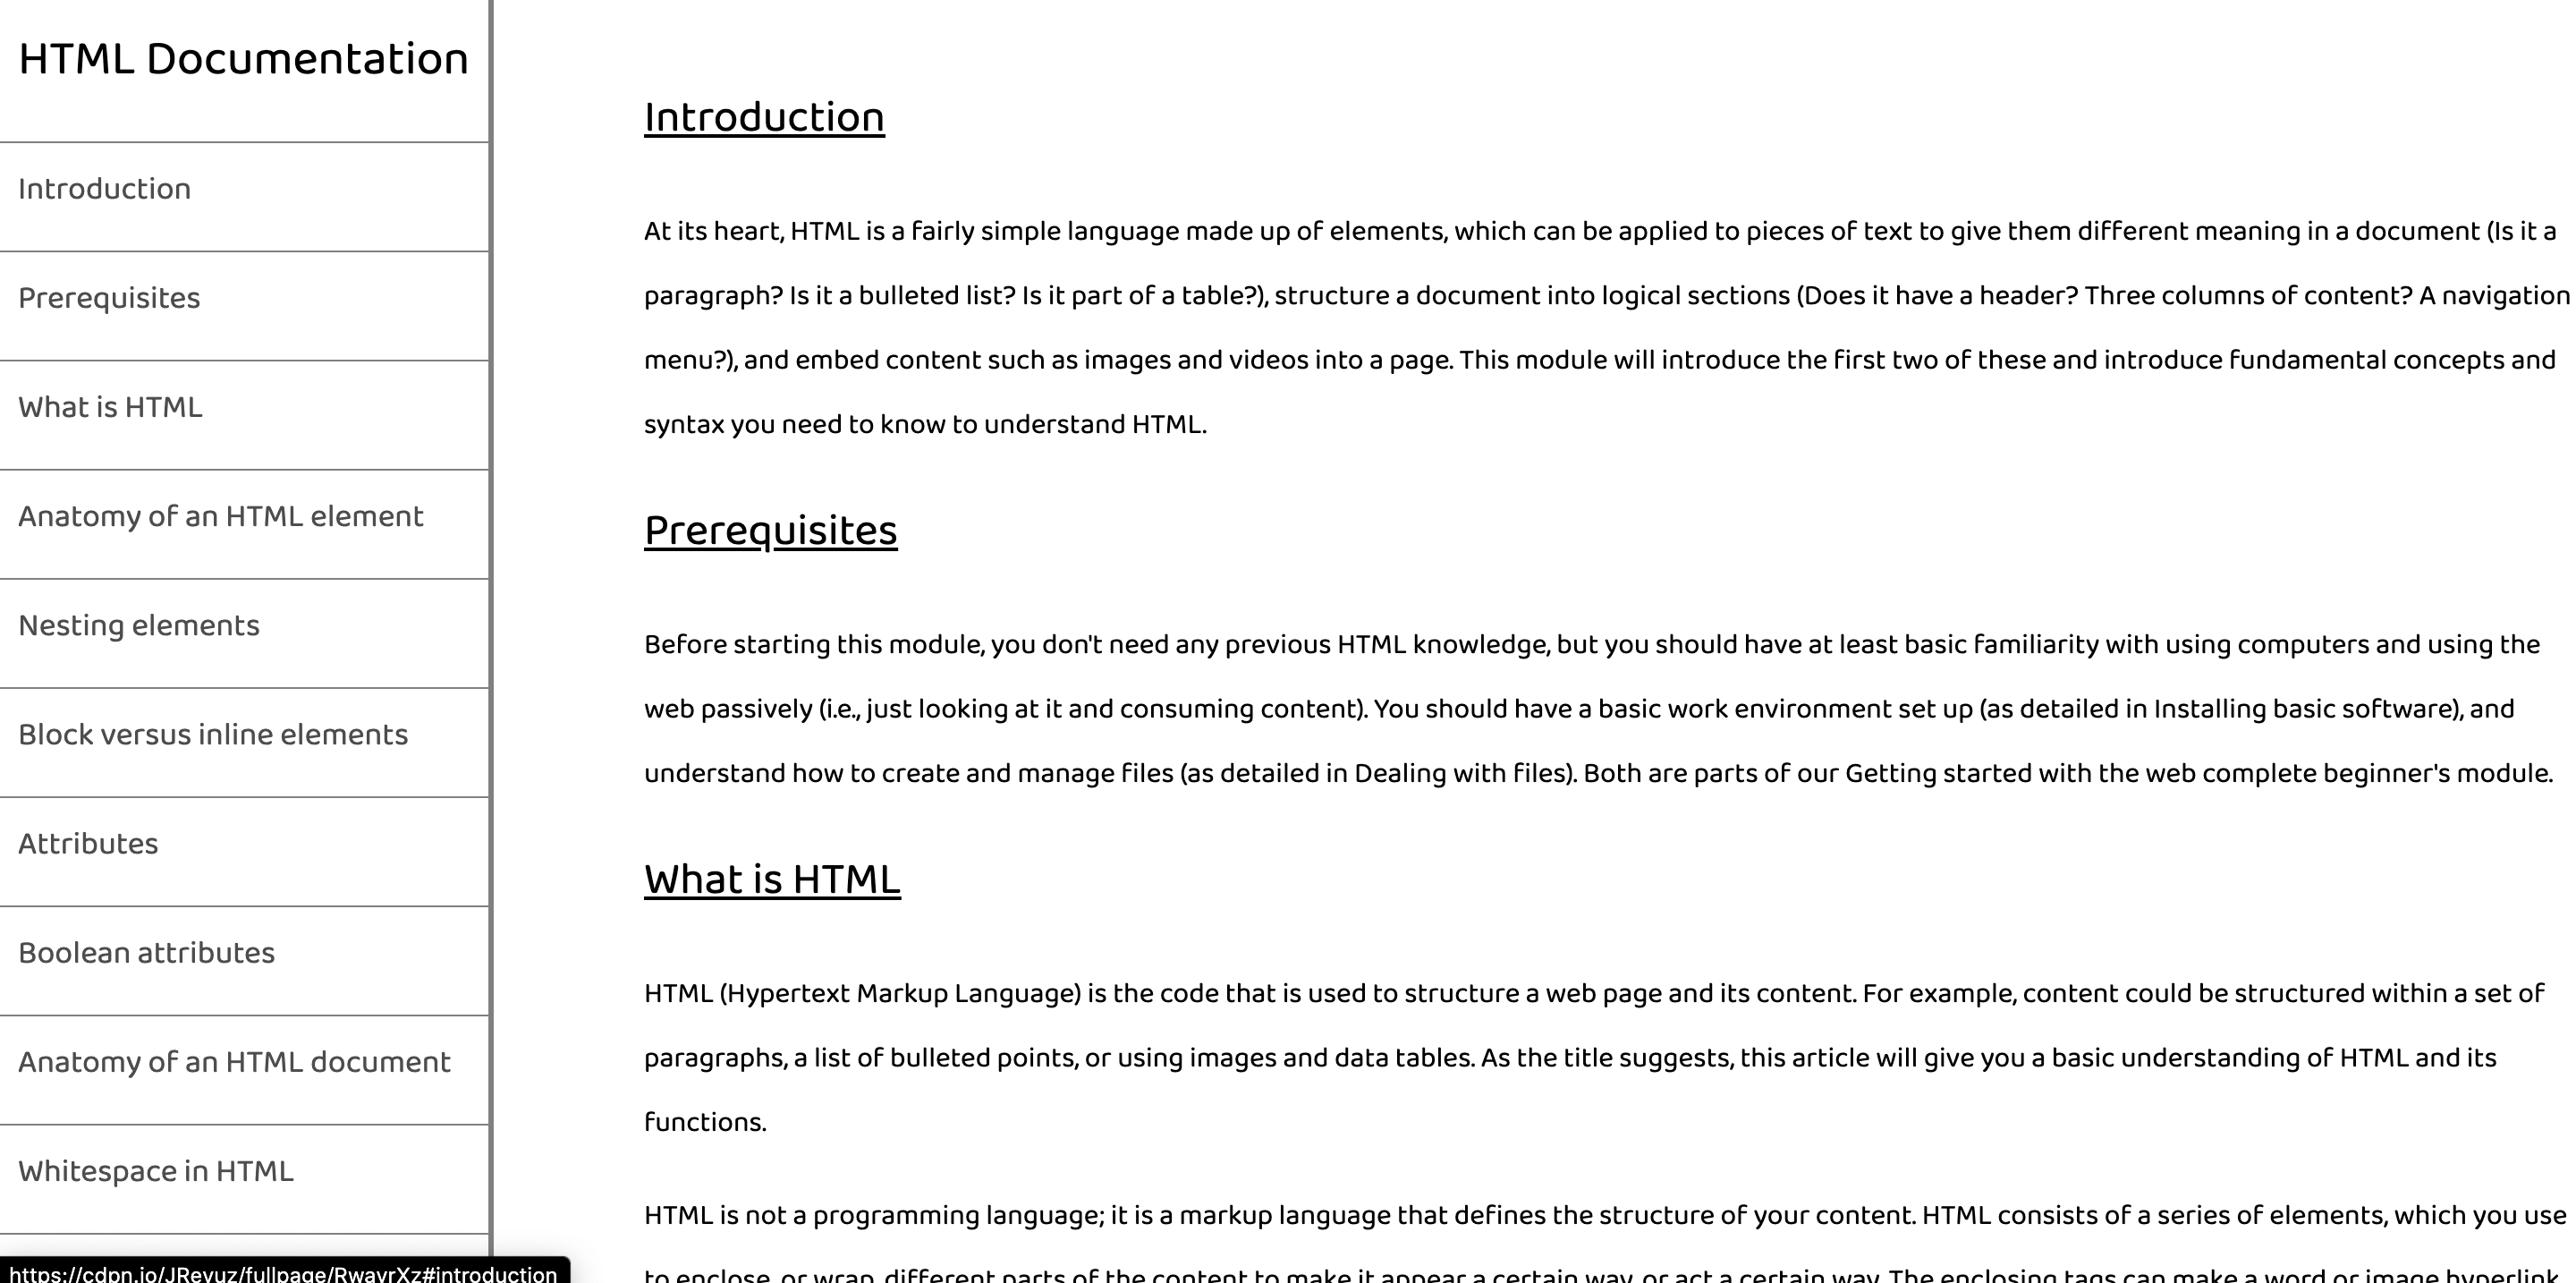 HTML Documentation
Introduction
Prerequisites
What is HTML
Anatomy of an HTML element
Nesting elements
Block versus inline elements
Attributes
Boolean attributes
Anatomy of an HTML document
Whitespace in HTML
https://cdpn.io/JReyuz/fullpage/RwavrXz#introduction
Introduction
At its heart, HTML is a fairly simple language made up of elements, which can be applied to pieces of text to give them different meaning in a document (Is it a
paragraph? Is it a bulleted list? Is it part of a table?), structure a document into logical sections (Does it have a header? Three columns of content? A navigation
menu?), and embed content such as images and videos into a page. This module will introduce the first two of these and introduce fundamental concepts and
syntax you need to know to understand HTML.
Prerequisites
Before starting this module, you don't need any previous HTML knowledge, but you should have at least basic familiarity with using computers and using the
web passively (i.e., just looking at it and consuming content). You should have a basic work environment set up (as detailed in Installing basic software), and
understand how to create and manage files (as detailed in Dealing with files). Both are parts of our Getting started with the web complete beginner's module.
What is HTML
HTML (Hypertext Markup Language) is the code that is used to structure a web page and its content. For example, content could be structured within a set of
paragraphs, a list of bulleted points, or using images and data tables. As the title suggests, this article will give you a basic understanding of HTML and its
functions.
HTML is not a programming language; it is a markup language that defines the structure of your content. HTML consists of a series of elements, which you use
to enclose, or wrap, different parts of the content to make it appear a certain way, or act a certain way. The enclosing tags can make a word or image hyperlink